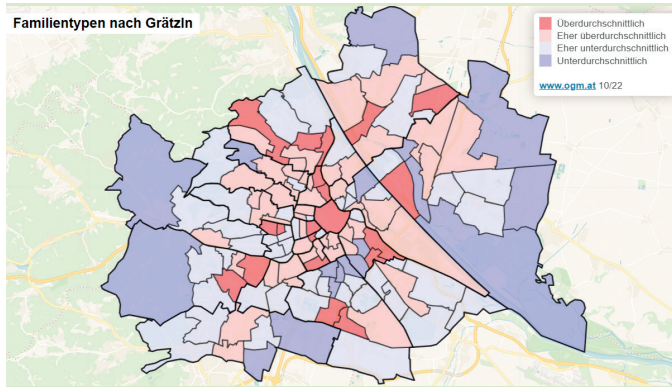 Familientypen nach Grätzln
Überdurchschnittlich
Eher überdurchschnittlich
Eher unterdurchschnittlich
Unterdurchschnittlich
www.ogm.at 10/22